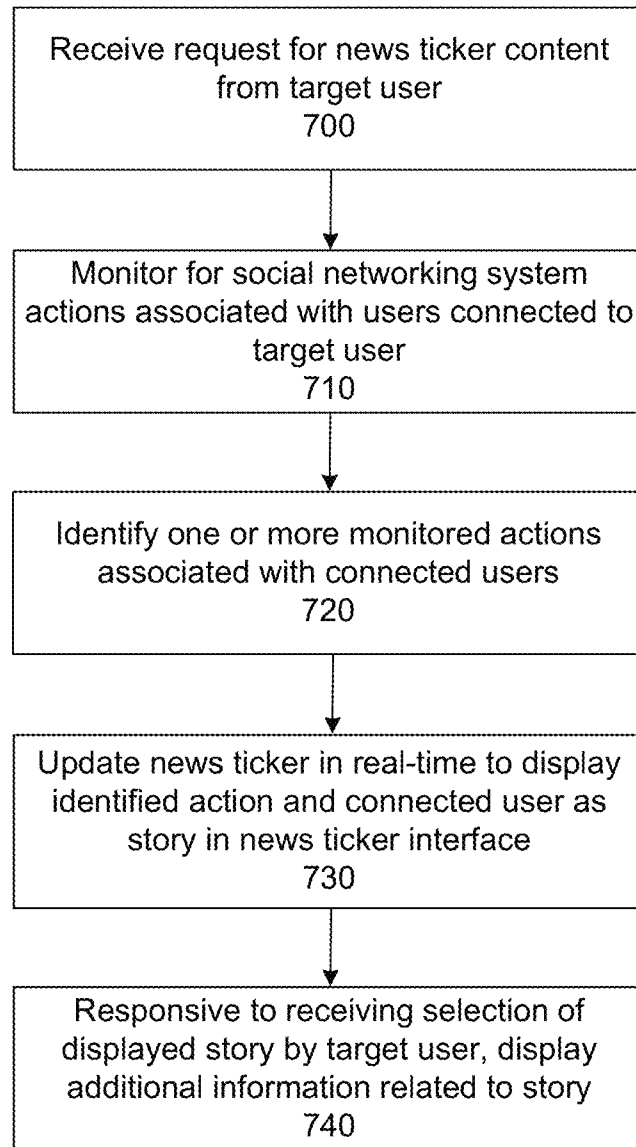 Receive request for news ticker content
from target user
700
Monitor for social networking system
actions associated with users connected to
target user
710
Identify one or more monitored actions
associated with connected users
720
Update news ticker in real-time to display
identified action and connected user as
story in news ticker interface
730
Responsive to receiving selection of
displayed story by target user, display
additional information related to story
740